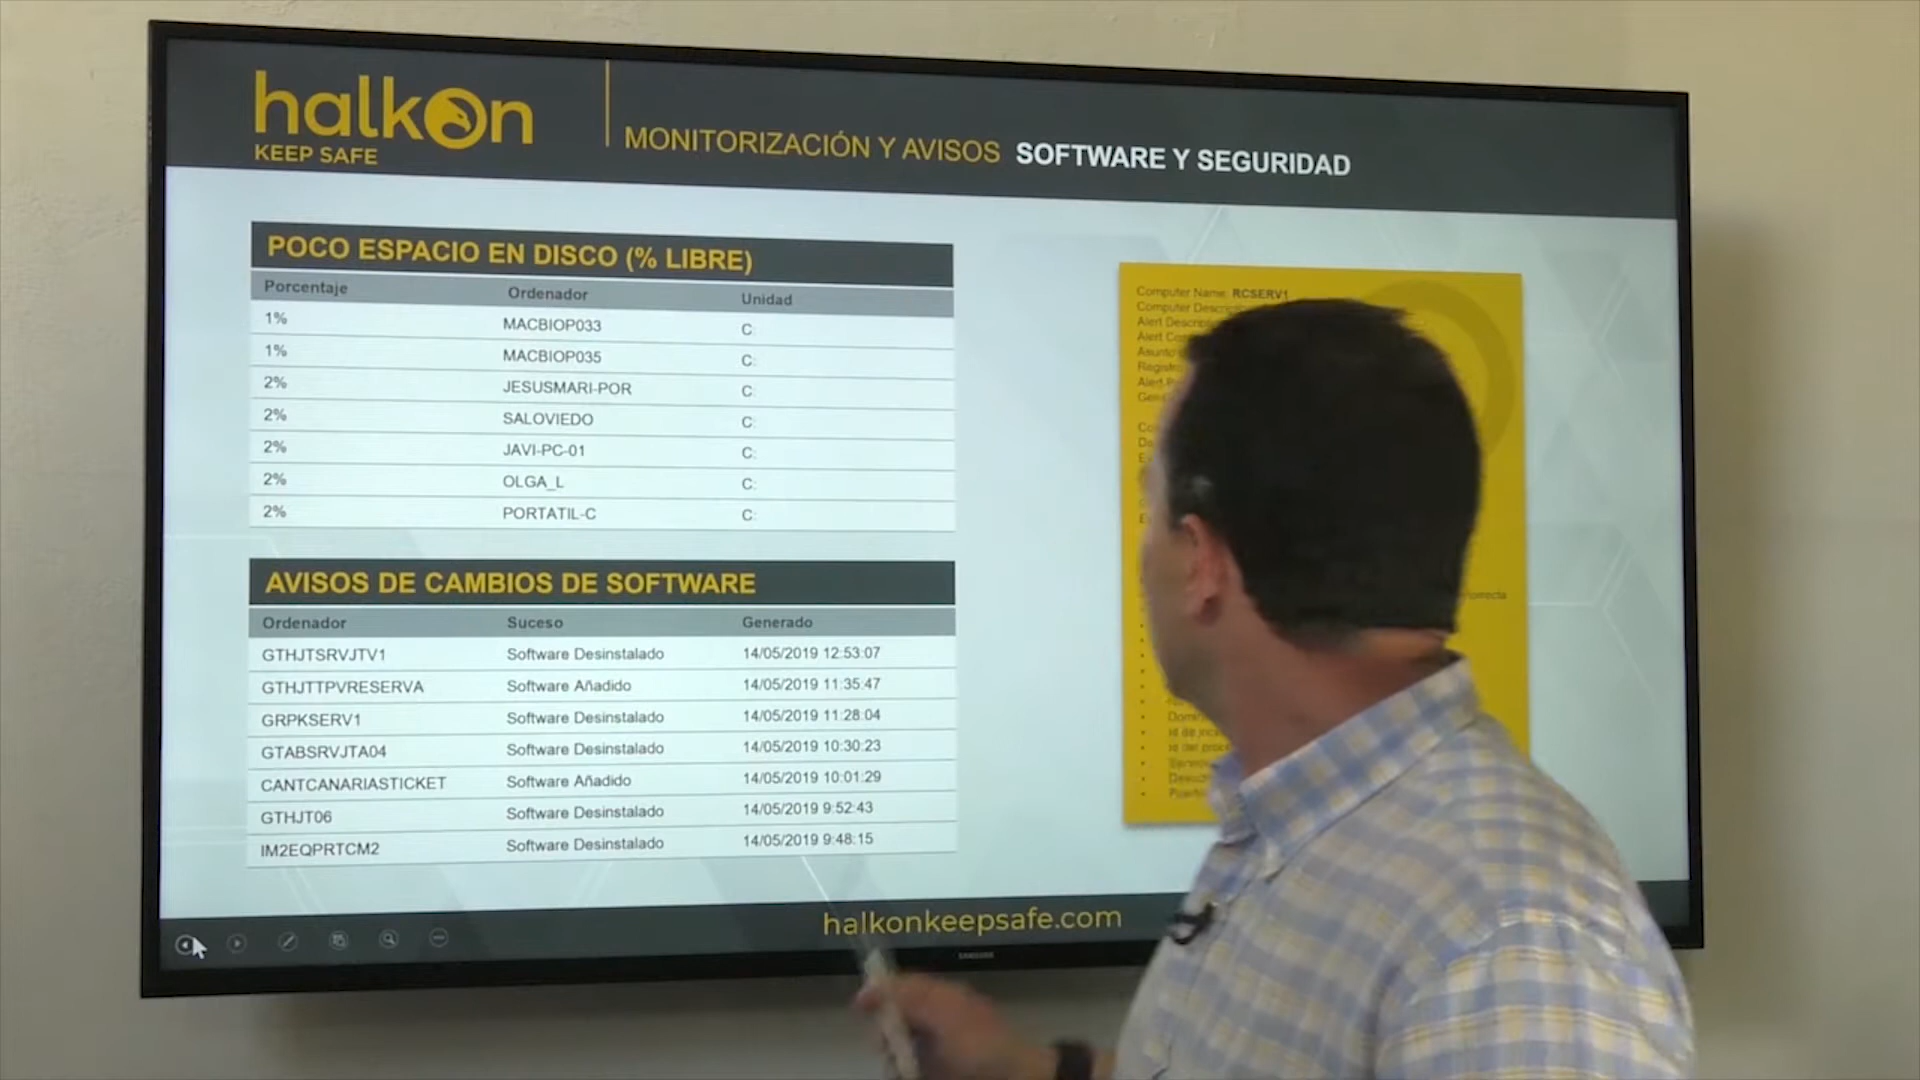 halkon
KEEP SAFE
MONITORIZACIÓN Y AVISOS SOFTWARE Y SEGURIDAD
POCO ESPACIO EN DISCO (% LIBRE)
Porcentaje Ordenador Unidad
1% MACBIOP033 C:
1% MACBIOP035 C:
2% JESUSMARI-POR C:
2% SALOVIEDO C:
2% JAVI-PC-01 C:
2% OLGA_L C:
2% PORTATIL-C C:
AVISOS DE CAMBIOS DE SOFTWARE
Ordenador Suceso Generado
GTHJTSRVJTV1 Software Desinstalado 14/05/2019 12:53:07
GTHJTTPVRESERVA Software Añadido 14/05/2019 11:35:47
GRPKSERV1 Software Desinstalado 14/05/2019 11:28:04
GTABSRVJTA04 Software Desinstalado 14/05/2019 10:30:23
CANTCANARIASTICKET Software Añadido 14/05/2019 10:01:29
GTHJT06 Software Desinstalado 14/05/2019 9:52:43
IM2EQPRTCM2 Software Desinstalado 14/05/2019 9:48:15
Computer Name: RCSERV1
Computer
Alert
Alert
halkonkeepsafe.com
SAMSUNG